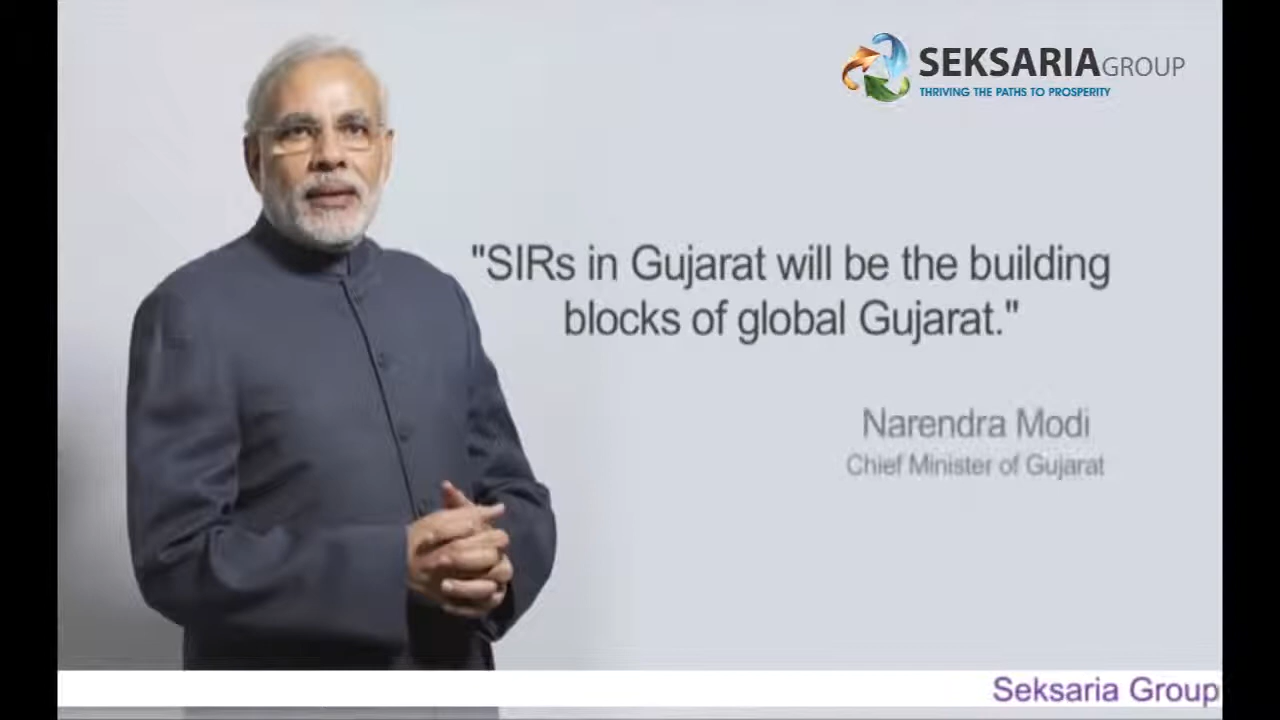 SEKSARIAGROUP
THRIVING THE PATHS TO PROSPERITY
"SIRs in Gujarat will be the building
blocks of global Gujarat."
Narendra Modi
Chief Minister of Gujarat
Seksaria Group